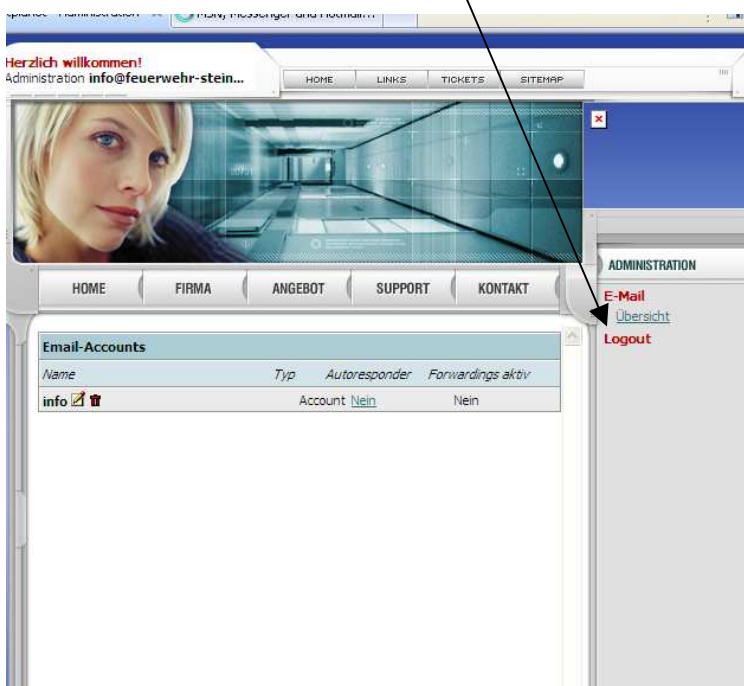 Administration
MSN, Messenger und Hotmail...
Herzlich willkommen!
Administration info@feuerwehr-stein...
HOME LINKS TICKETS SITEMAP
HOME FIRMA ANGEBOT SUPPORT KONTAKT
ADMINISTRATION
E-Mail
Übersicht
Logout
Email-Accounts
Name Typ Autoresponder Forwardings aktiv
info Account Nein Nein